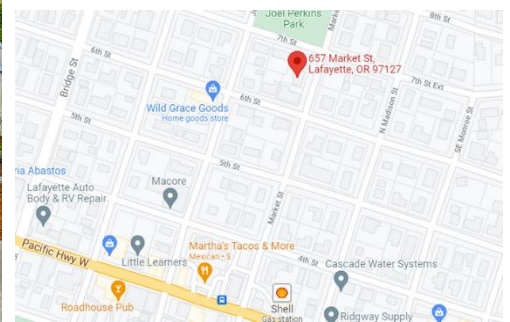 Joel Perkins
Park
8th St
Market
7th St
657 Market St,
Lafayette, OR 97127
6th St
7th St Ext
Bridge St
Wild Grace Goods
Home goods store
6th St
N Madison St
5th St
SE Monroe St
5th St
ria Abastos
Macore
Lafayette Auto
Body & RV Repair
Market St
Pacific Hwy W
Martha's Tacos & More
Mexican • $
4th St
Cascade Water Systems
Little Learners
Roadhouse Pub
Shell
Gas station
Ridgway Supply